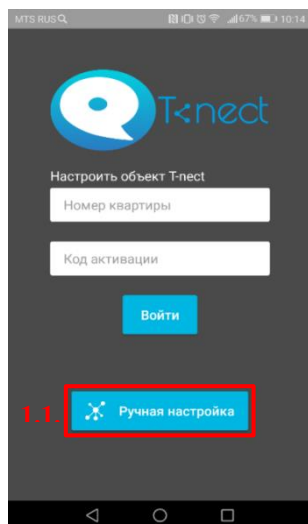 MTS RUS 67% 10:14
T-nect
Настроить объект T-nect
Номер квартиры
Код активации
Войти
1.1. Ручная настройка